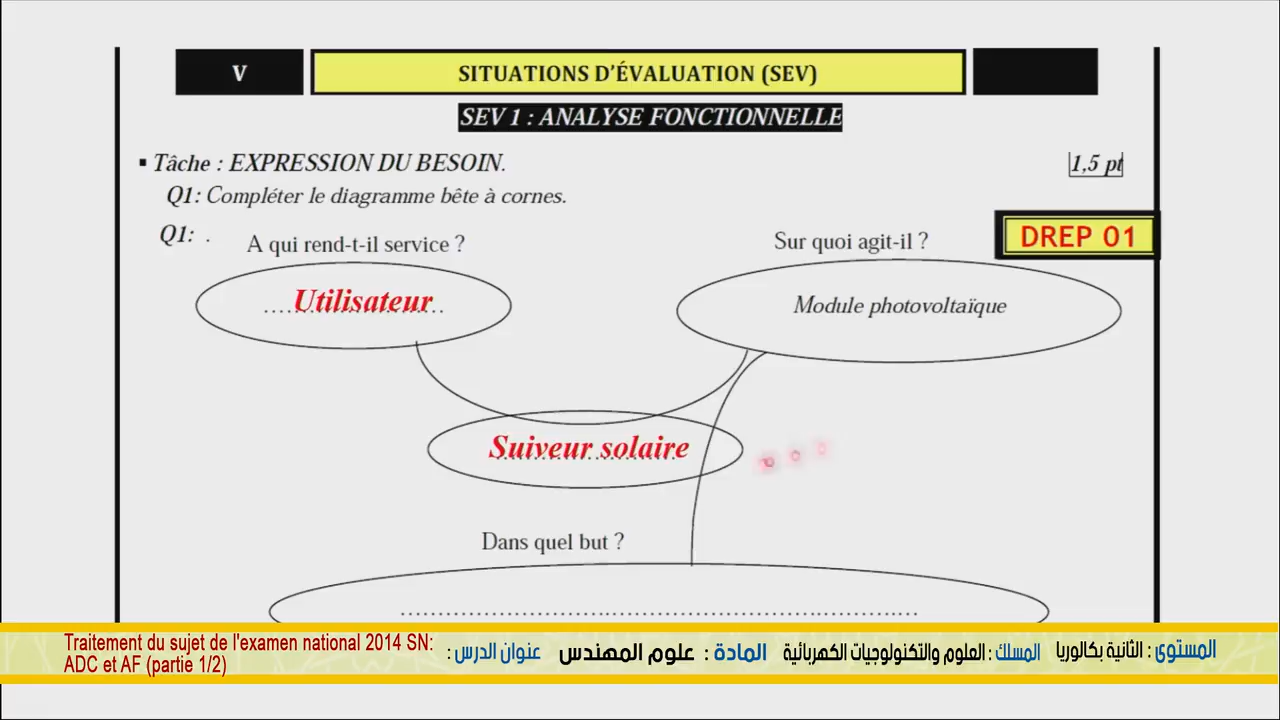 V
SITUATIONS D'ÉVALUATION (SEV)
SEV 1 : ANALYSE FONCTIONNELLE
▪ Tâche : EXPRESSION DU BESOIN.
1,5 pt
Q1: Compléter le diagramme bête à cornes.
Q1: .
DREP 01
A qui rend-t-il service ?
Sur quoi agit-il ?
Utilisateur
Module photovoltaïque
Suiveur solaire
Dans quel but ?
المستوى : الثانية بكالوريا المسلك : العلوم والتكنولوجيات الكهربائية المادة : علوم المهندس عنوان الدرس :
Traitement du sujet de l'examen national 2014 SN:
ADC et AF (partie 1/2)